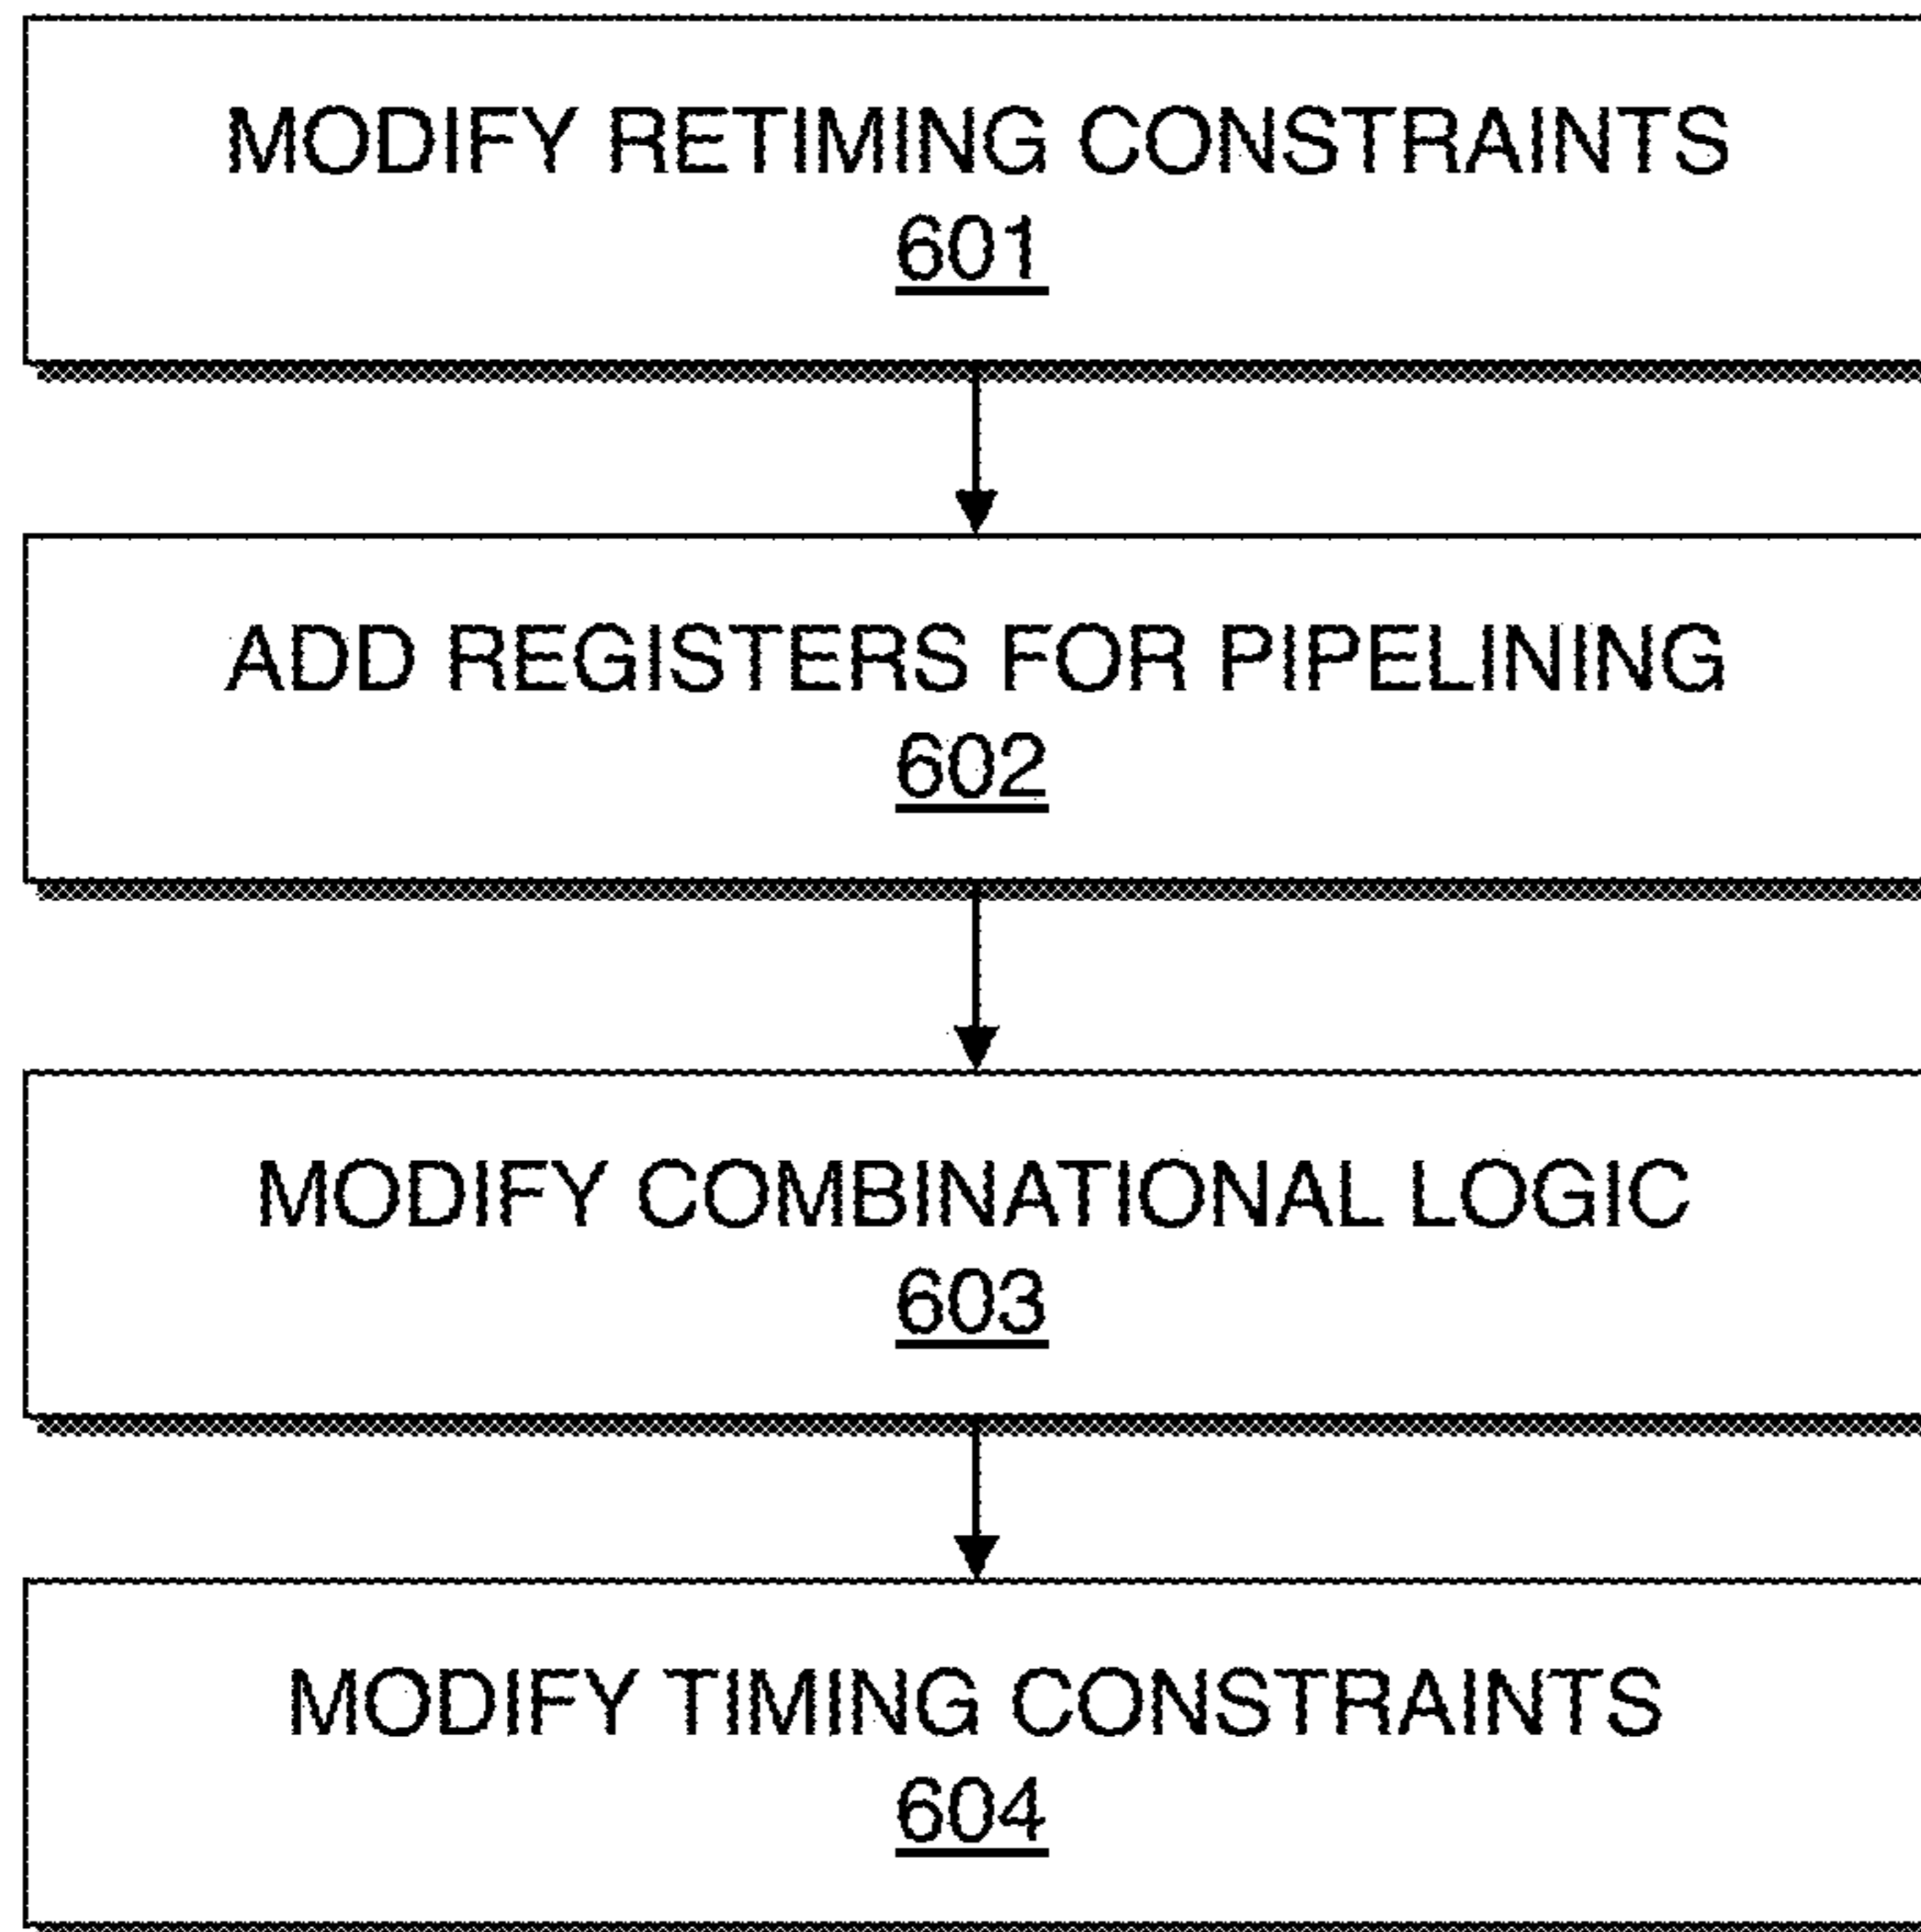 MODIFY RETIMING CONSTRAINTS
601
ADD REGISTERS FOR PIPELINING
602
MODIFY COMBINATIONAL LOGIC
603
MODIFY TIMING CONSTRAINTS
604